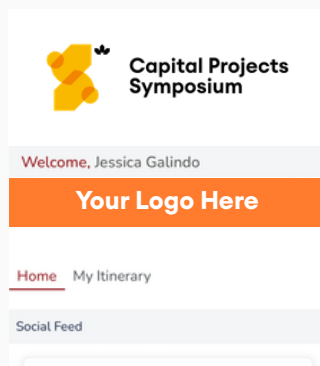 Capital Projects
Symposium
Welcome, Jessica Galindo
Your Logo Here
Home My Itinerary
Social Feed